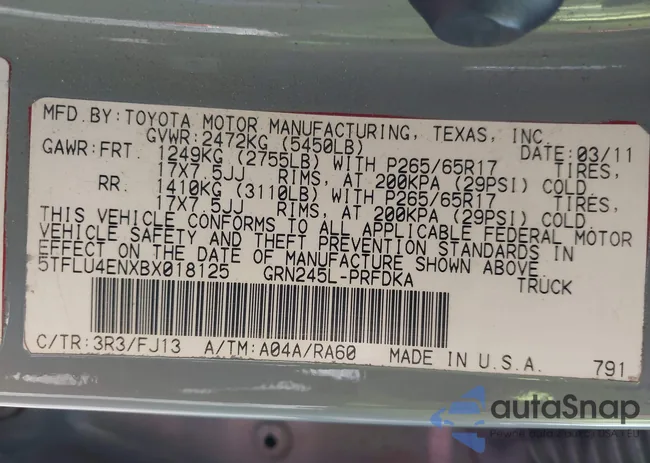 MFD.BY:TOYOTA MOTOR MANUFACTURING, TEXAS, INC.
GVWR:2472KG (5450LB) DATE:03/11
GAWR:FRT. 1249KG (2755LB) WITH P265/65R17 TIRES,
17X7.5JJ RIMS, AT 200KPA (29PSI) COLD.
RR. 1410KG (3110LB) WITH P265/65R17 TIRES,
17X7.5JJ RIMS, AT 200KPA (29PSI) COLD.
THIS VEHICLE CONFORMS TO ALL APPLICABLE FEDERAL MOTOR
VEHICLE SAFETY AND THEFT PREVENTION STANDARDS IN
EFFECT ON THE DATE OF MANUFACTURE SHOWN ABOVE.
5TFLU4ENXBX018125 GRN245L-PRFDKA TRUCK
C/TR:3R3/FJ13 A/TM:A04A/RA60 MADE IN U.S.A. 791
autaSnap